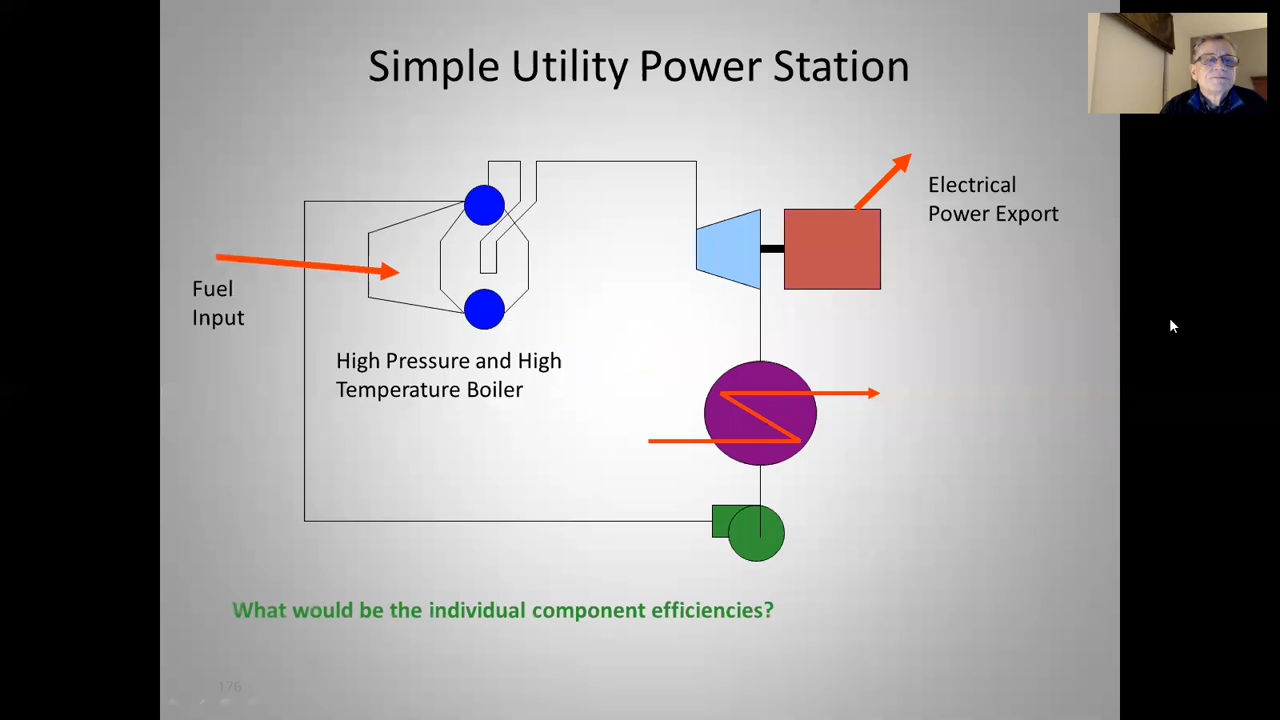 Simple Utility Power Station
Electrical
Power Export
Fuel
Input
High Pressure and High
Temperature Boiler
What would be the individual component efficiencies?
176